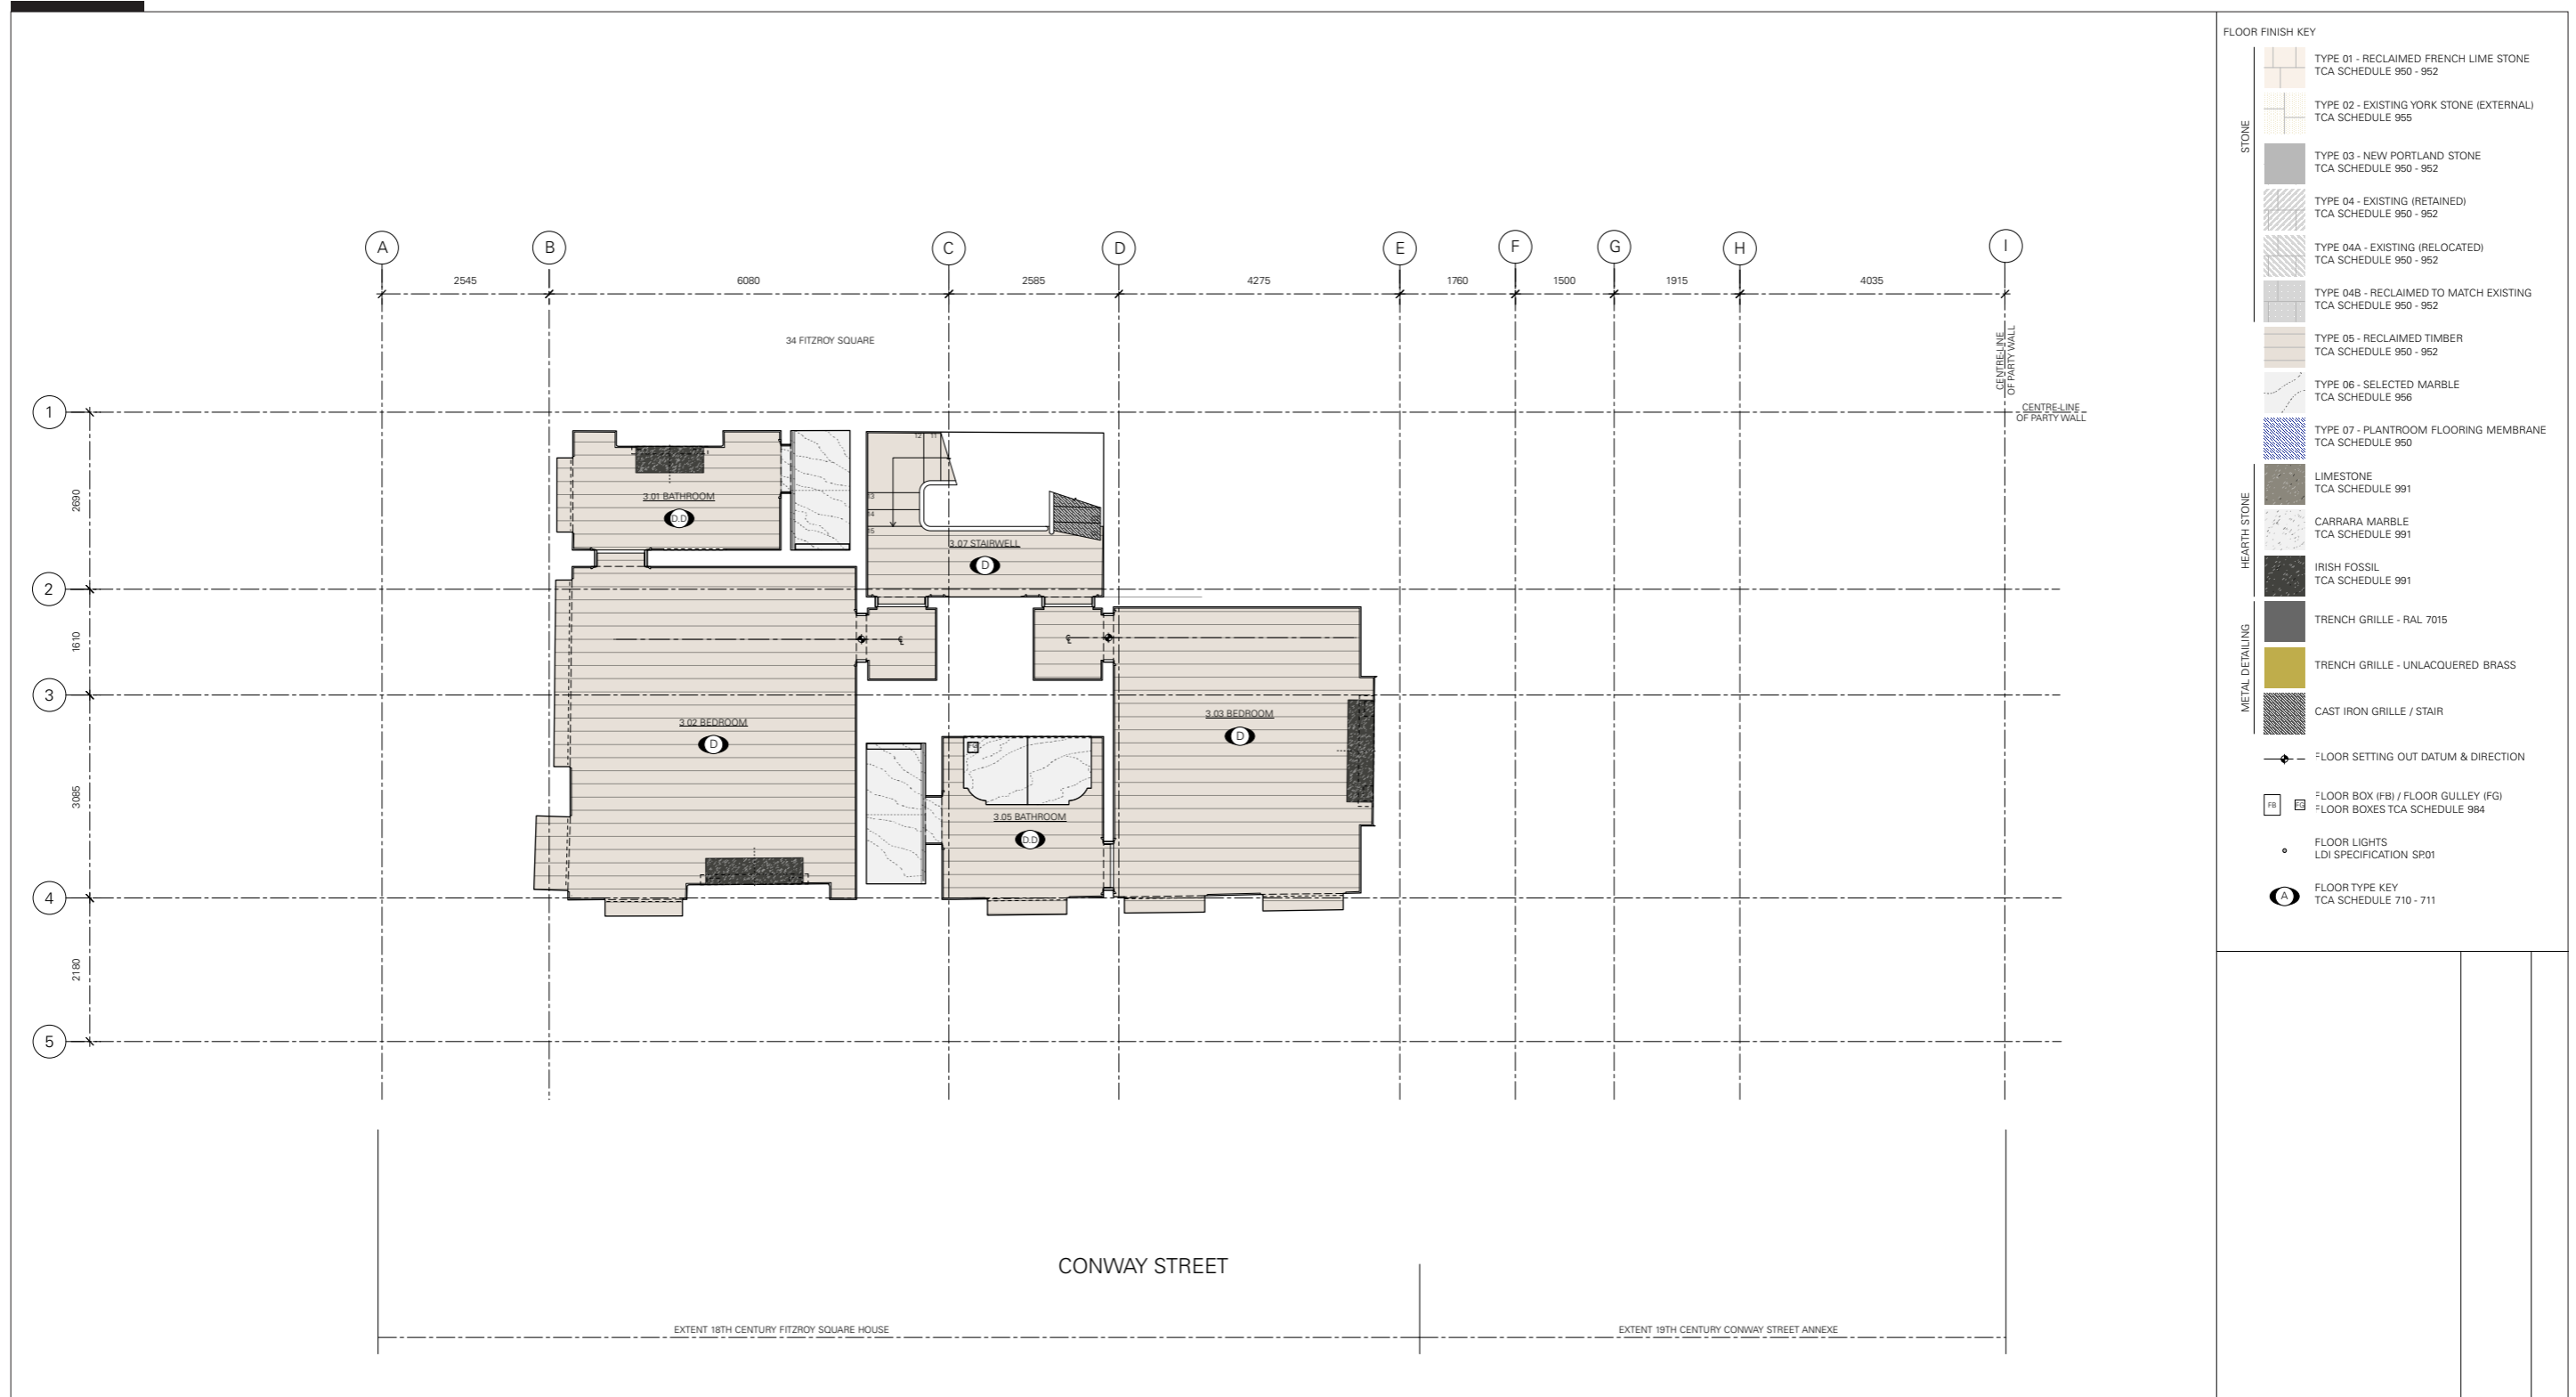 A
B
C
D
E
F
G
H
I
2545
6080
2585
4275
1760
1500
1915
4035
34 FITZROY SQUARE
CENTRE-LINE
OF PARTY WALL
CENTRE-LINE
OF PARTY WALL
1
2
3
4
5
2690
1610
3085
2180
3.01 BATHROOM
D.D
12
11
13
14
15
3.07 STAIRWELL
D
3.02 BEDROOM
D
3.03 BEDROOM
D
FG
3.05 BATHROOM
D.D
CONWAY STREET
EXTENT 18TH CENTURY FITZROY SQUARE HOUSE
EXTENT 19TH CENTURY CONWAY STREET ANNEXE
FLOOR FINISH KEY
STONE
TYPE 01 - RECLAIMED FRENCH LIME STONE
TCA SCHEDULE 950 - 952
TYPE 02 - EXISTING YORK STONE (EXTERNAL)
TCA SCHEDULE 955
TYPE 03 - NEW PORTLAND STONE
TCA SCHEDULE 950 - 952
TYPE 04 - EXISTING (RETAINED)
TCA SCHEDULE 950 - 952
TYPE 04A - EXISTING (RELOCATED)
TCA SCHEDULE 950 - 952
TYPE 04B - RECLAIMED TO MATCH EXISTING
TCA SCHEDULE 950 - 952
TYPE 05 - RECLAIMED TIMBER
TCA SCHEDULE 950 - 952
TYPE 06 - SELECTED MARBLE
TCA SCHEDULE 956
TYPE 07 - PLANTROOM FLOORING MEMBRANE
TCA SCHEDULE 950
HEARTH STONE
LIMESTONE
TCA SCHEDULE 991
CARRARA MARBLE
TCA SCHEDULE 991
IRISH FOSSIL
TCA SCHEDULE 991
METAL DETAILING
TRENCH GRILLE - RAL 7015
TRENCH GRILLE - UNLACQUERED BRASS
CAST IRON GRILLE / STAIR
FLOOR SETTING OUT DATUM & DIRECTION
FB
FG
FLOOR BOX (FB) / FLOOR GULLEY (FG)
FLOOR BOXES TCA SCHEDULE 984
FLOOR LIGHTS
LDI SPECIFICATION SP.01
A
FLOOR TYPE KEY
TCA SCHEDULE 710 - 711